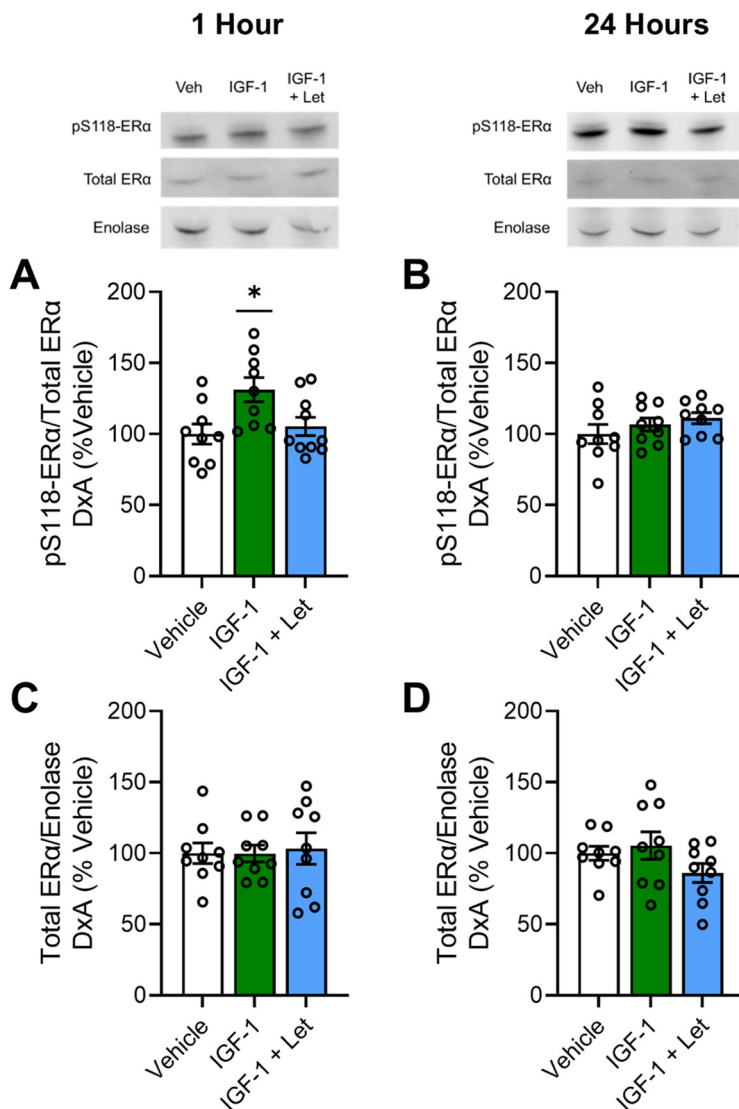 1 Hour
24 Hours
Veh IGF-1 IGF-1
+ Let
pS118-ERα
Total ERα
Enolase
Veh IGF-1 IGF-1
+ Let
pS118-ERα
Total ERα
Enolase
A
pS118-ERα/Total ERα
DxA (%Vehicle)
200
150
100
50
0
*
Vehicle
IGF-1
IGF-1 + Let
B
pS118-ERα/Total ERα
DxA (%Vehicle)
200
150
100
50
0
Vehicle
IGF-1
IGF-1 + Let
C
Total ERα/Enolase
DxA (% Vehicle)
200
150
100
50
0
Vehicle
IGF-1
IGF-1 + Let
D
Total ERα/Enolase
DxA (% Vehicle)
200
150
100
50
0
Vehicle
IGF-1
IGF-1 + Let